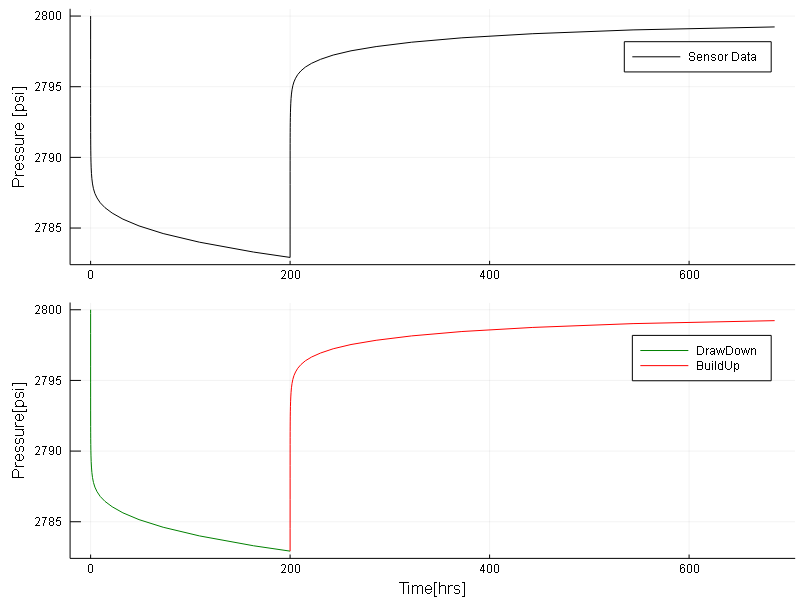 2800
2795
2790
2785
Pressure [psi]
Sensor Data
0 200 400 600
2800
2795
2790
2785
Pressure[psi]
DrawDown
BuildUp
0 200 400 600
Time[hrs]